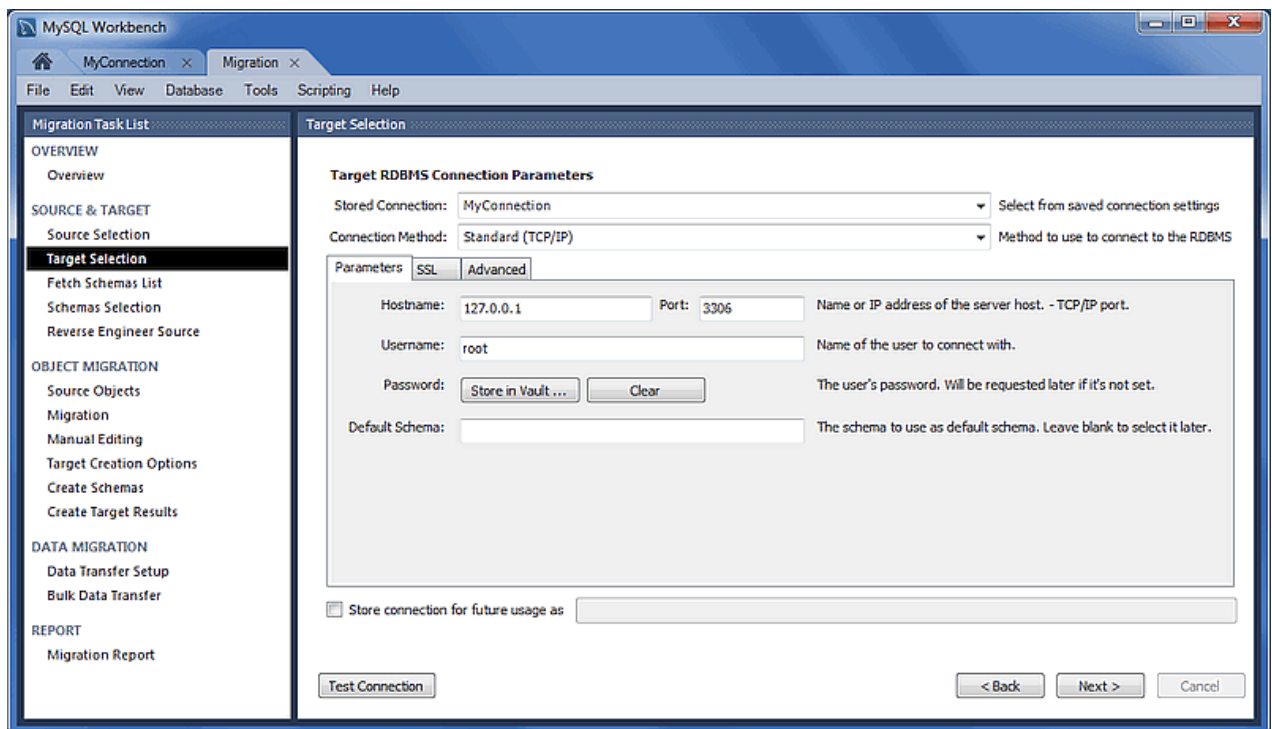 MySQL Workbench
MyConnection Migration
File Edit View Database Tools Scripting Help
Migration Task List
OVERVIEW
Overview
SOURCE & TARGET
Source Selection
Target Selection
Fetch Schemas List
Schemas Selection
Reverse Engineer Source
OBJECT MIGRATION
Source Objects
Migration
Manual Editing
Target Creation Options
Create Schemas
Create Target Results
DATA MIGRATION
Data Transfer Setup
Bulk Data Transfer
REPORT
Migration Report
Target Selection
Target RDBMS Connection Parameters
Stored Connection: MyConnection Select from saved connection settings
Connection Method: Standard (TCP/IP) Method to use to connect to the RDBMS
Parameters SSL Advanced
Hostname: 127.0.0.1 Port: 3306 Name or IP address of the server host. - TCP/IP port.
Username: root Name of the user to connect with.
Password: Store in Vault ... Clear The user's password. Will be requested later if it's not set.
Default Schema: The schema to use as default schema. Leave blank to select it later.
Store connection for future usage as
Test Connection < Back Next > Cancel